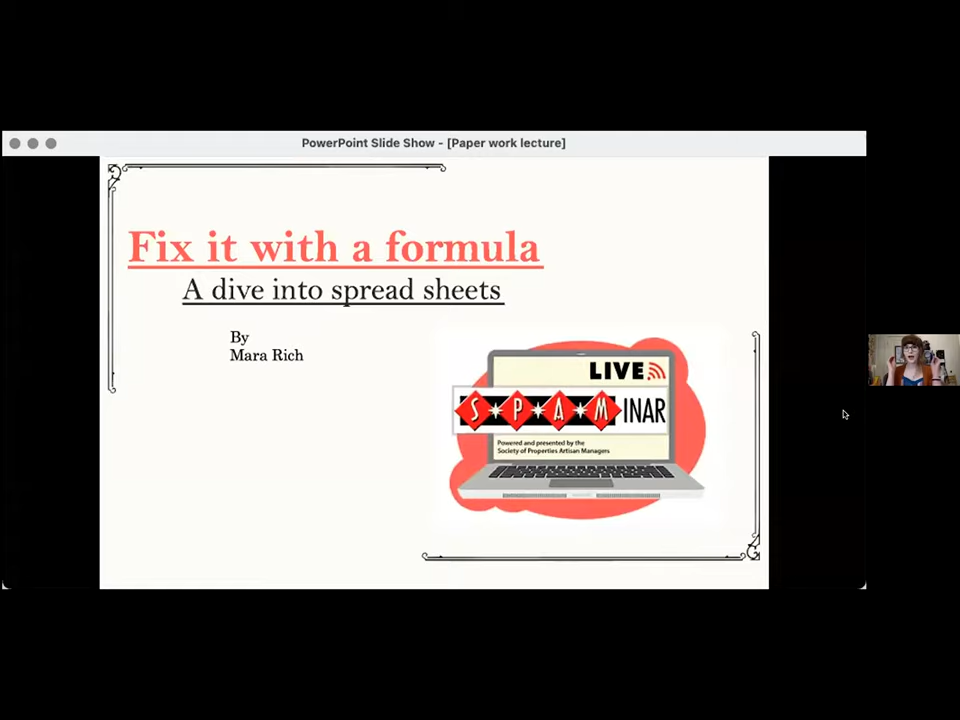 PowerPoint Slide Show - [Paper work lecture]
Fix it with a formula
A dive into spread sheets
By
Mara Rich
LIVE
S*P*A*MINAR
Powered and presented by the
Society of Properties Artisan Managers